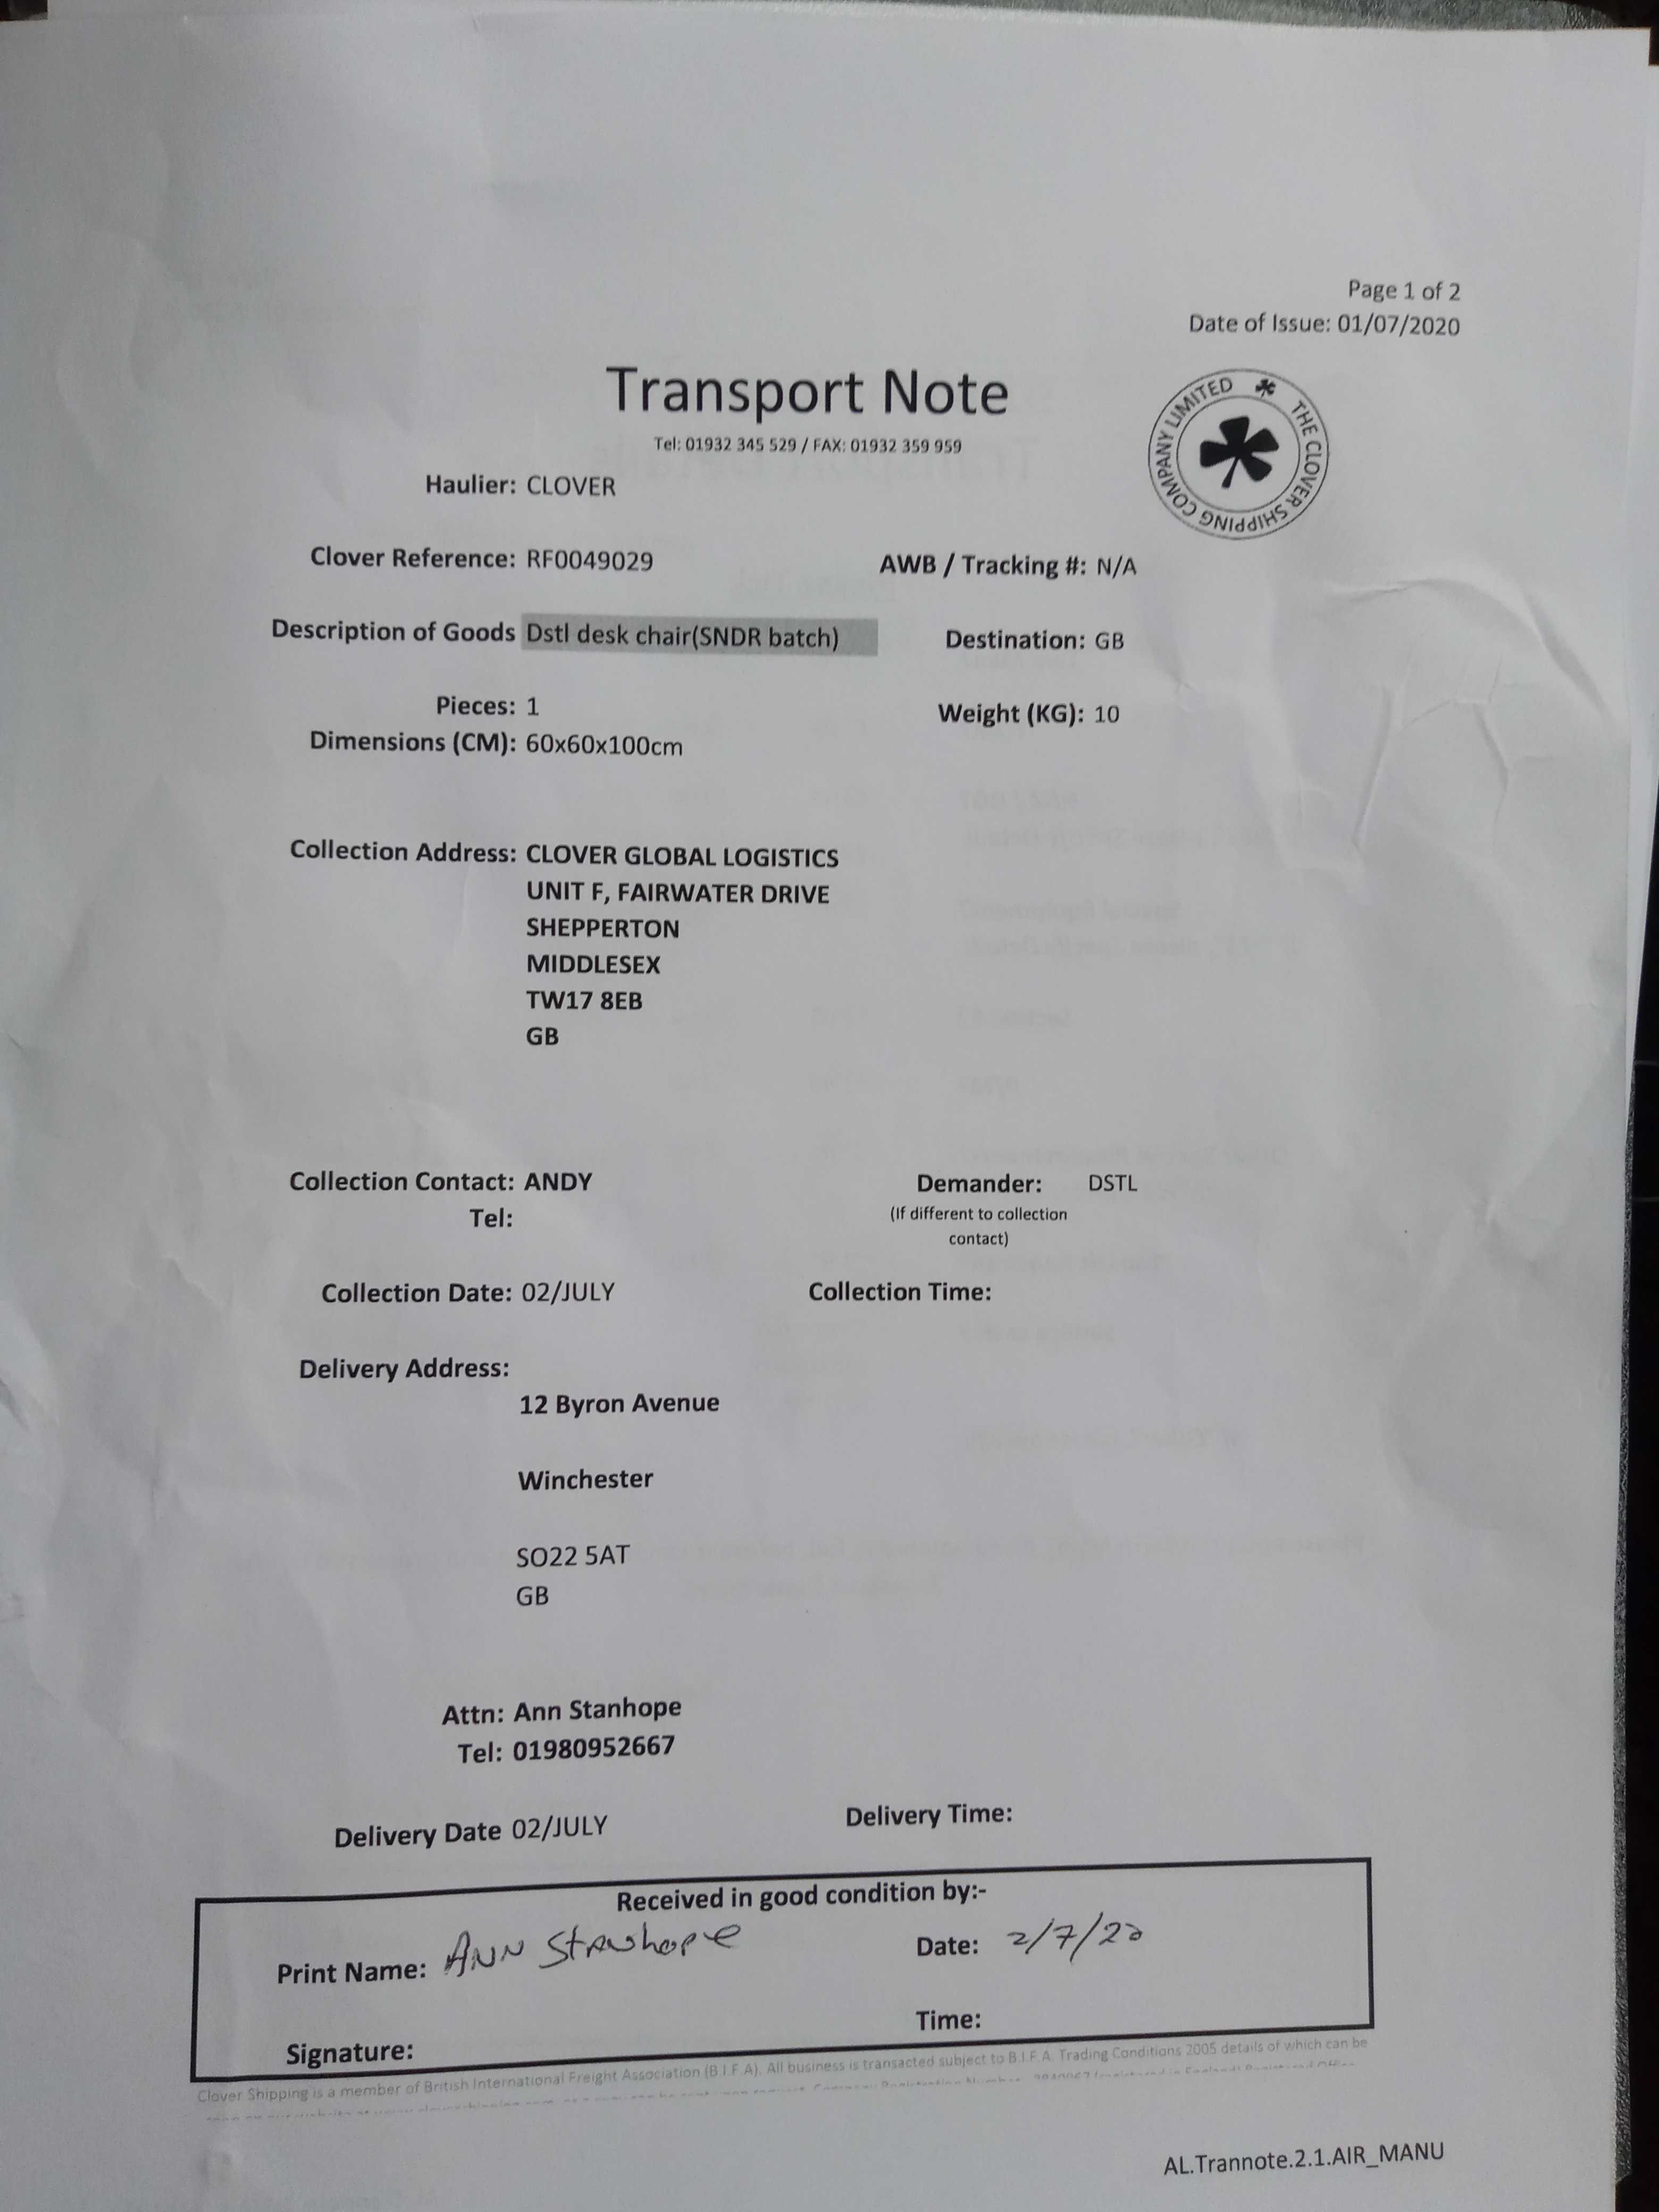 Page 1 of 2
Date of Issue: 01/07/2020
Transport Note
Tel: 01932 345 529 / FAX: 01932 359 959
THE CLOVER SHIPPING COMPANY LIMITED
Haulier: CLOVER
Clover Reference: RF0049029 AWB / Tracking #: N/A
Description of Goods Dstl desk chair(SNDR batch) Destination: GB
Pieces: 1 Weight (KG): 10
Dimensions (CM): 60x60x100cm
Collection Address: CLOVER GLOBAL LOGISTICS
UNIT F, FAIRWATER DRIVE
SHEPPERTON
MIDDLESEX
TW17 8EB
GB
Collection Contact: ANDY Demander: DSTL
Tel: (If different to collection
contact)
Collection Date: 02/JULY Collection Time:
Delivery Address:
12 Byron Avenue
Winchester
SO22 5AT
GB
Attn: Ann Stanhope
Tel: 01980952667
Delivery Date 02/JULY Delivery Time:
Received in good condition by:-
Print Name: Ann Stanhope Date: 2/7/20
Time:
Signature:
Clover Shipping is a member of British International Freight Association (B.I.F.A). All business is transacted subject to B.I.F.A. Trading Conditions 2005 details of which can be
AL.Trannote.2.1.AIR_MANU